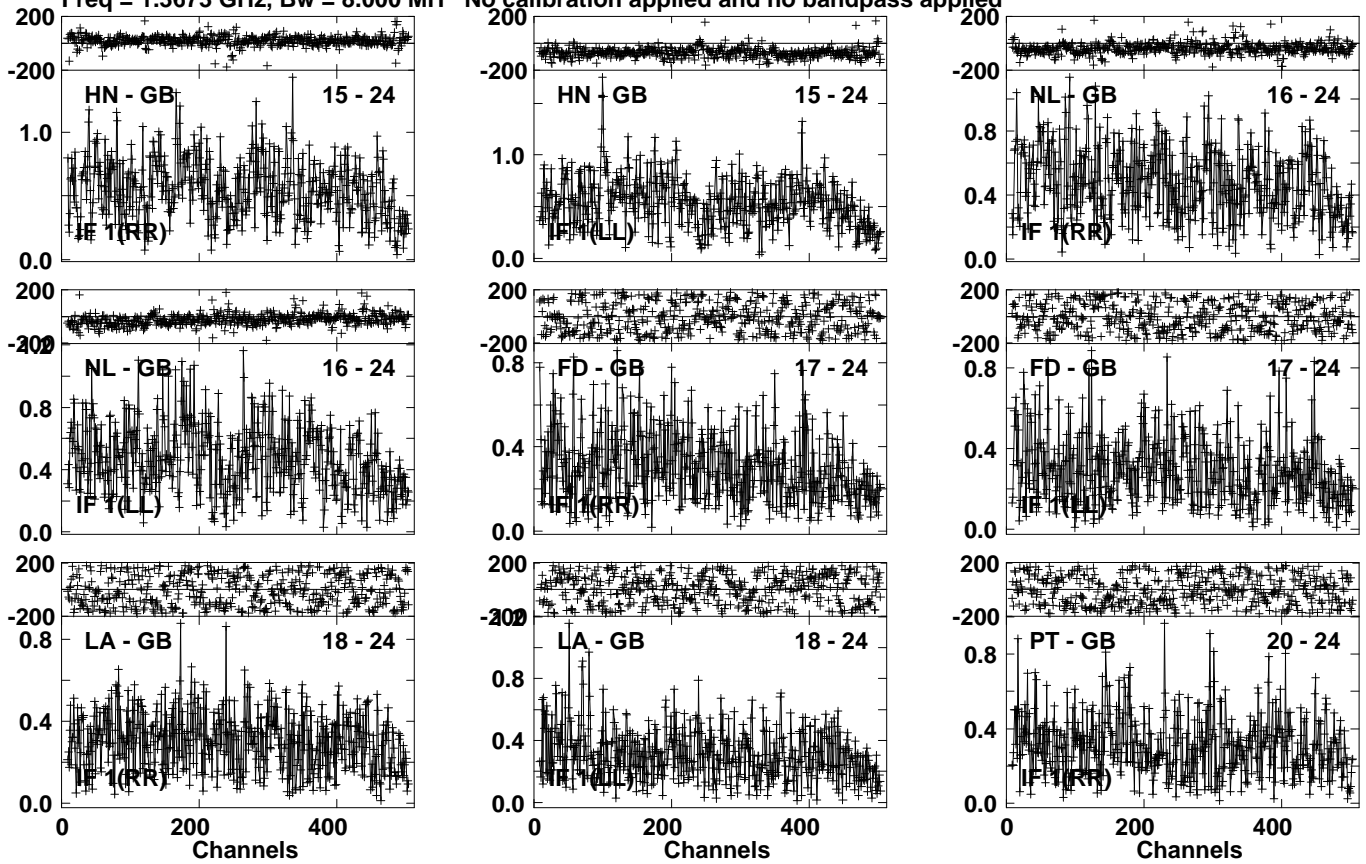 Freq = 1.3673 GHz, Bw = 8.000 MH No calibration applied and no bandpass applied
200
-200
HN - GB 15 - 24
1.0
IF 1(RR)
0.0
HN - GB 15 - 24
1.0
IF 1(LL)
0.0
200
-200
NL - GB 16 - 24
0.8
0.4
IF 1(RR)
0.0
200
-200
NL - GB 16 - 24
0.8
0.4
IF 1(LL)
0.0
200
-200
FD - GB 17 - 24
0.8
0.4
IF 1(RR)
0.0
200
-200
FD - GB 17 - 24
0.8
0.4
IF 1(LL)
0.0
200
-200
LA - GB 18 - 24
0.8
0.4
IF 1(RR)
0.0
0 200 400
Channels
200
LA - GB 18 - 24
0.8
0.4
IF 1(LL)
0.0
0 200 400
Channels
200
-200
PT - GB 20 - 24
0.8
0.4
IF 1(RR)
0.0
0 200 400
Channels